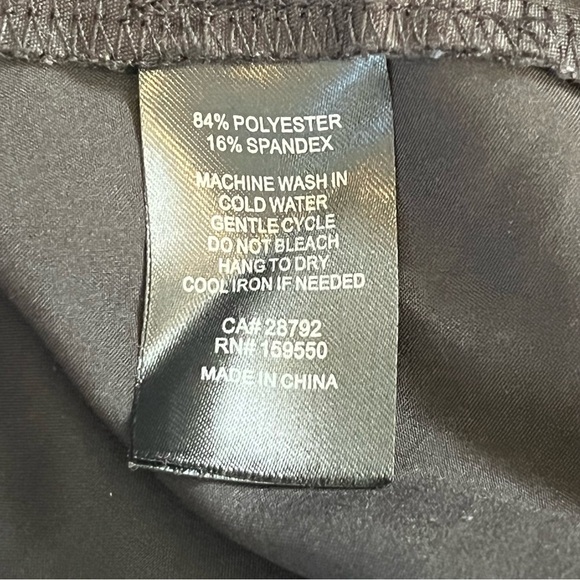 84% POLYESTER
16% SPANDEX
MACHINE WASH IN
COLD WATER
GENTLE CYCLE
DO NOT BLEACH
HANG TO DRY
COOL IRON IF NEEDED
CA# 28792
RN# 159550
MADE IN CHINA